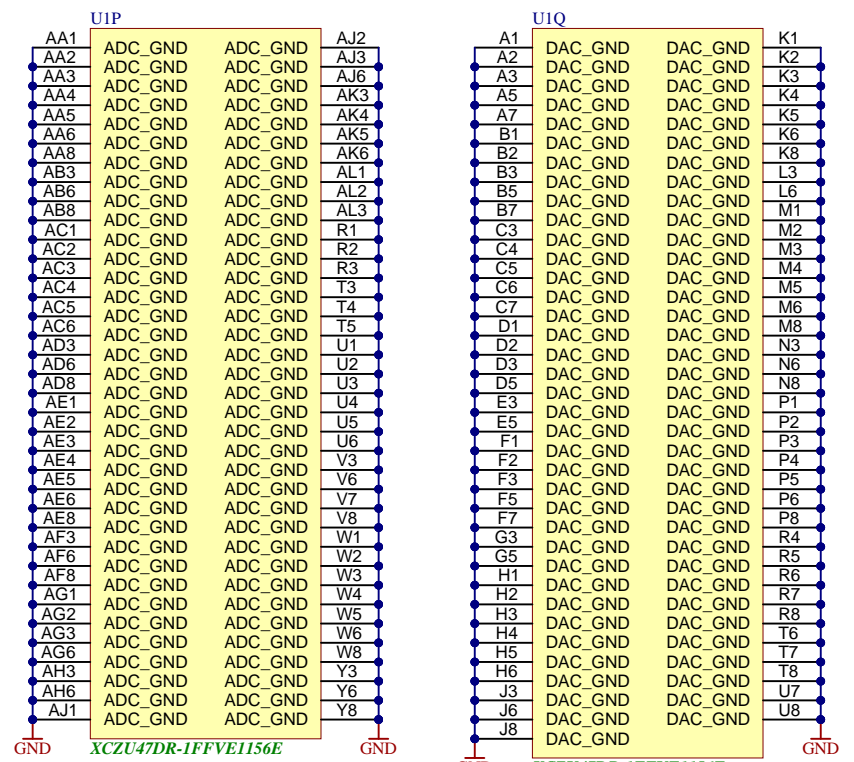 U1P
AA1 ADC_GND ADC_GND AJ2
AA2 ADC_GND ADC_GND AJ3
AA3 ADC_GND ADC_GND AJ6
AA4 ADC_GND ADC_GND AK3
AA5 ADC_GND ADC_GND AK4
AA6 ADC_GND ADC_GND AK5
AA8 ADC_GND ADC_GND AK6
AB3 ADC_GND ADC_GND AL1
AB6 ADC_GND ADC_GND AL2
AB8 ADC_GND ADC_GND AL3
AC1 ADC_GND ADC_GND R1
AC2 ADC_GND ADC_GND R2
AC3 ADC_GND ADC_GND R3
AC4 ADC_GND ADC_GND T3
AC5 ADC_GND ADC_GND T4
AC6 ADC_GND ADC_GND T5
AD3 ADC_GND ADC_GND U1
AD6 ADC_GND ADC_GND U2
AD8 ADC_GND ADC_GND U3
AE1 ADC_GND ADC_GND U4
AE2 ADC_GND ADC_GND U5
AE3 ADC_GND ADC_GND U6
AE4 ADC_GND ADC_GND V3
AE5 ADC_GND ADC_GND V6
AE6 ADC_GND ADC_GND V7
AE8 ADC_GND ADC_GND V8
AF3 ADC_GND ADC_GND W1
AF6 ADC_GND ADC_GND W2
AF8 ADC_GND ADC_GND W3
AG1 ADC_GND ADC_GND W4
AG2 ADC_GND ADC_GND W5
AG3 ADC_GND ADC_GND W6
AG6 ADC_GND ADC_GND W8
AH3 ADC_GND ADC_GND Y3
AH6 ADC_GND ADC_GND Y6
AJ1 ADC_GND ADC_GND Y8
GND XCZU47DR-1FFVE1156E GND
U1Q
A1 DAC_GND DAC_GND K1
A2 DAC_GND DAC_GND K2
A3 DAC_GND DAC_GND K3
A5 DAC_GND DAC_GND K4
A7 DAC_GND DAC_GND K5
B1 DAC_GND DAC_GND K6
B2 DAC_GND DAC_GND K8
B3 DAC_GND DAC_GND L3
B5 DAC_GND DAC_GND L6
B7 DAC_GND DAC_GND M1
C3 DAC_GND DAC_GND M2
C4 DAC_GND DAC_GND M3
C5 DAC_GND DAC_GND M4
C6 DAC_GND DAC_GND M5
C7 DAC_GND DAC_GND M6
D1 DAC_GND DAC_GND M8
D2 DAC_GND DAC_GND N3
D3 DAC_GND DAC_GND N6
D5 DAC_GND DAC_GND N8
E3 DAC_GND DAC_GND P1
E5 DAC_GND DAC_GND P2
F1 DAC_GND DAC_GND P3
F2 DAC_GND DAC_GND P4
F3 DAC_GND DAC_GND P5
F5 DAC_GND DAC_GND P6
F7 DAC_GND DAC_GND P8
G3 DAC_GND DAC_GND R4
G5 DAC_GND DAC_GND R5
H1 DAC_GND DAC_GND R6
H2 DAC_GND DAC_GND R7
H3 DAC_GND DAC_GND R8
H4 DAC_GND DAC_GND T6
H5 DAC_GND DAC_GND T7
H6 DAC_GND DAC_GND T8
J3 DAC_GND DAC_GND U7
J6 DAC_GND DAC_GND U8
J8 DAC_GND
GND